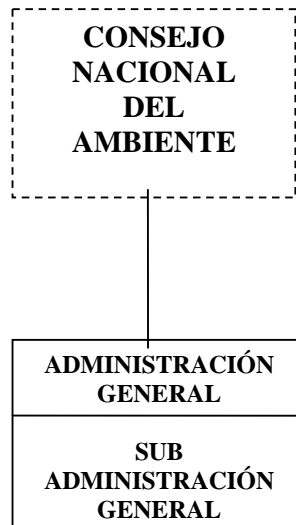 CONSEJO
NACIONAL
DEL
AMBIENTE
ADMINISTRACIÓN
GENERAL
SUB
ADMINISTRACIÓN
GENERAL